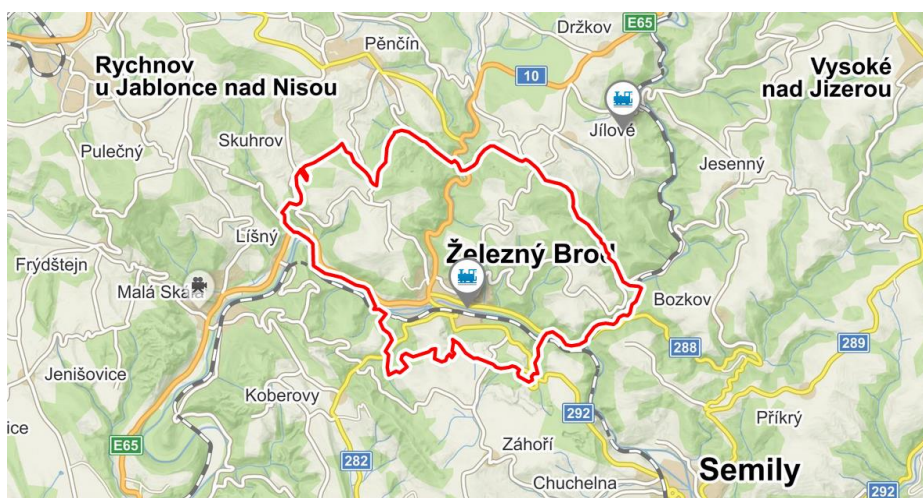 Držkov
E65
Pěnčín
Rychnov
u Jablonce nad Nisou
10
Vysoké
nad Jizerou
Skuhrov
Jílové
Pulečný
Jesenný
Líšný
Železný Brod
Frýdštejn
Malá Skála
Bozkov
288
289
Jenišovice
Koberovy
292
Příkrý
ice
E65
282
Záhoří
Semily
Chuchelna
292